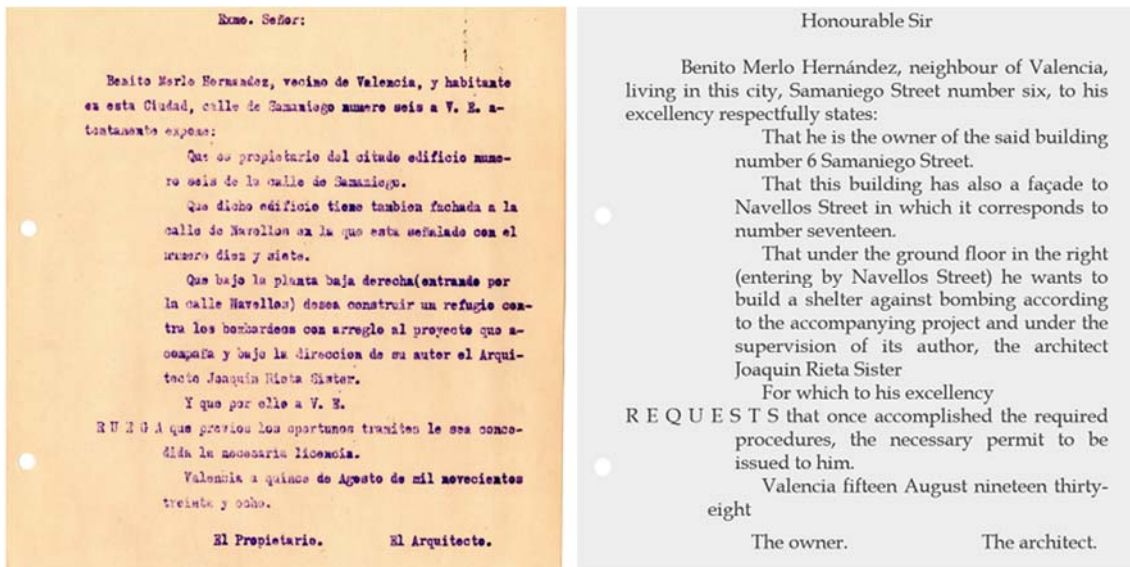 Exmo. Señor:
Benito Merlo Hernandez, vecino de Valencia, y habitante
en esta Ciudad, calle de Samaniego numero seis a V. E. a-
tentamente expone:
Que es propietario del citado edificio nume-
ro seis de la calle de Samaniego.
Que dicho edificio tiene tambien fachada a la
calle de Navellos en la que esta señalado con el
numero diez y siete.
Que bajo la planta baja derecha(entrando por
la calle Navellos) desea construir un refugio con-
tra los bombardeos con arreglo al proyecto que a-
compaña y bajo la direccion de su autor el Arqui-
tecto Joaquin Rieta Sister.
Y que por ello a V. E.
R U E G A que previos los oportunos tramites le sea conce-
dida la necesaria licencia.
Valencia a quince de Agosto de mil novecientos
treinta y ocho.
El Propietario. El Arquitecto.
Honourable Sir
Benito Merlo Hernández, neighbour of Valencia,
living in this city, Samaniego Street number six, to his
excellency respectfully states:
That he is the owner of the said building
number 6 Samaniego Street.
That this building has also a façade to
Navellos Street in which it corresponds to
number seventeen.
That under the ground floor in the right
(entering by Navellos Street) he wants to
build a shelter against bombing according
to the accompanying project and under the
supervision of its author, the architect
Joaquin Rieta Sister
For which to his excellency
R E Q U E S T S that once accomplished the required
procedures, the necessary permit to be
issued to him.
Valencia fifteen August nineteen thirty-
eight
The owner. The architect.